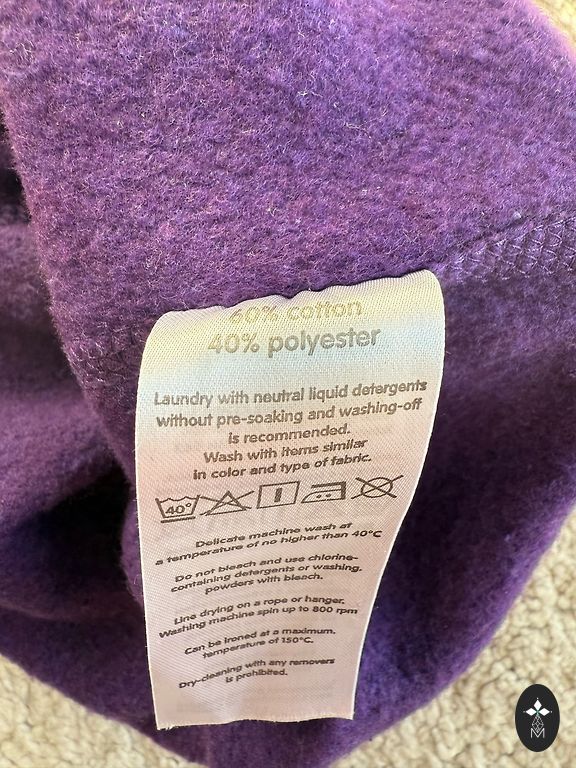 60% cotton
40% polyester
Laundry with neutral liquid detergents
without pre-soaking and washing-off
is recommended.
Wash with items similar
in color and type of fabric.
40°
Delicate machine wash at
a temperature of no higher than 40°C
Do not bleach and use chlorine-
containing detergents or washing,
powders with bleach.
Line drying on a rope or hanger.
Washing machine spin up to 800 rpm
Can be ironed at a maximum.
temperature of 150°C.
Dry-cleaning with any removers
is prohibited.
M